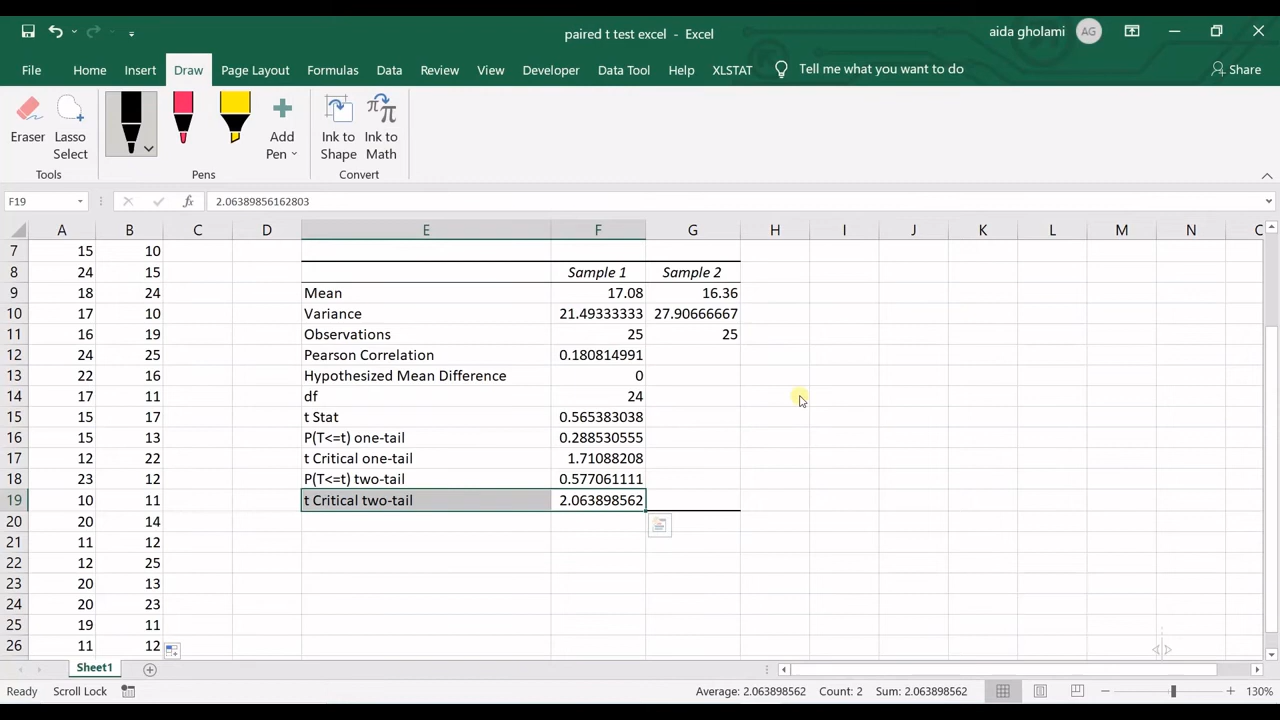 paired t test excel - Excel
aida gholami AG
File Home Insert Draw Page Layout Formulas Data Review View Developer Data Tool Help XLSTAT Tell me what you want to do Share
Eraser Lasso Select Add Pen Ink to Shape Ink to Math
Tools Pens Convert
F19 fx 2.06389856162803
A B C D E F G H I J K L M N
7 15 10
8 24 15 Sample 1 Sample 2
9 18 24 Mean 17.08 16.36
10 17 10 Variance 21.49333333 27.90666667
11 16 19 Observations 25 25
12 24 25 Pearson Correlation 0.180814991
13 22 16 Hypothesized Mean Difference 0
14 17 11 df 24
15 15 17 t Stat 0.565383038
16 15 13 P(T<=t) one-tail 0.288530555
17 12 22 t Critical one-tail 1.71088208
18 23 12 P(T<=t) two-tail 0.577061111
19 10 11 t Critical two-tail 2.063898562
20 20 14
21 11 12
22 12 25
23 20 13
24 20 23
25 19 11
26 11 12
Sheet1
Ready Scroll Lock Average: 2.063898562 Count: 2 Sum: 2.063898562 130%